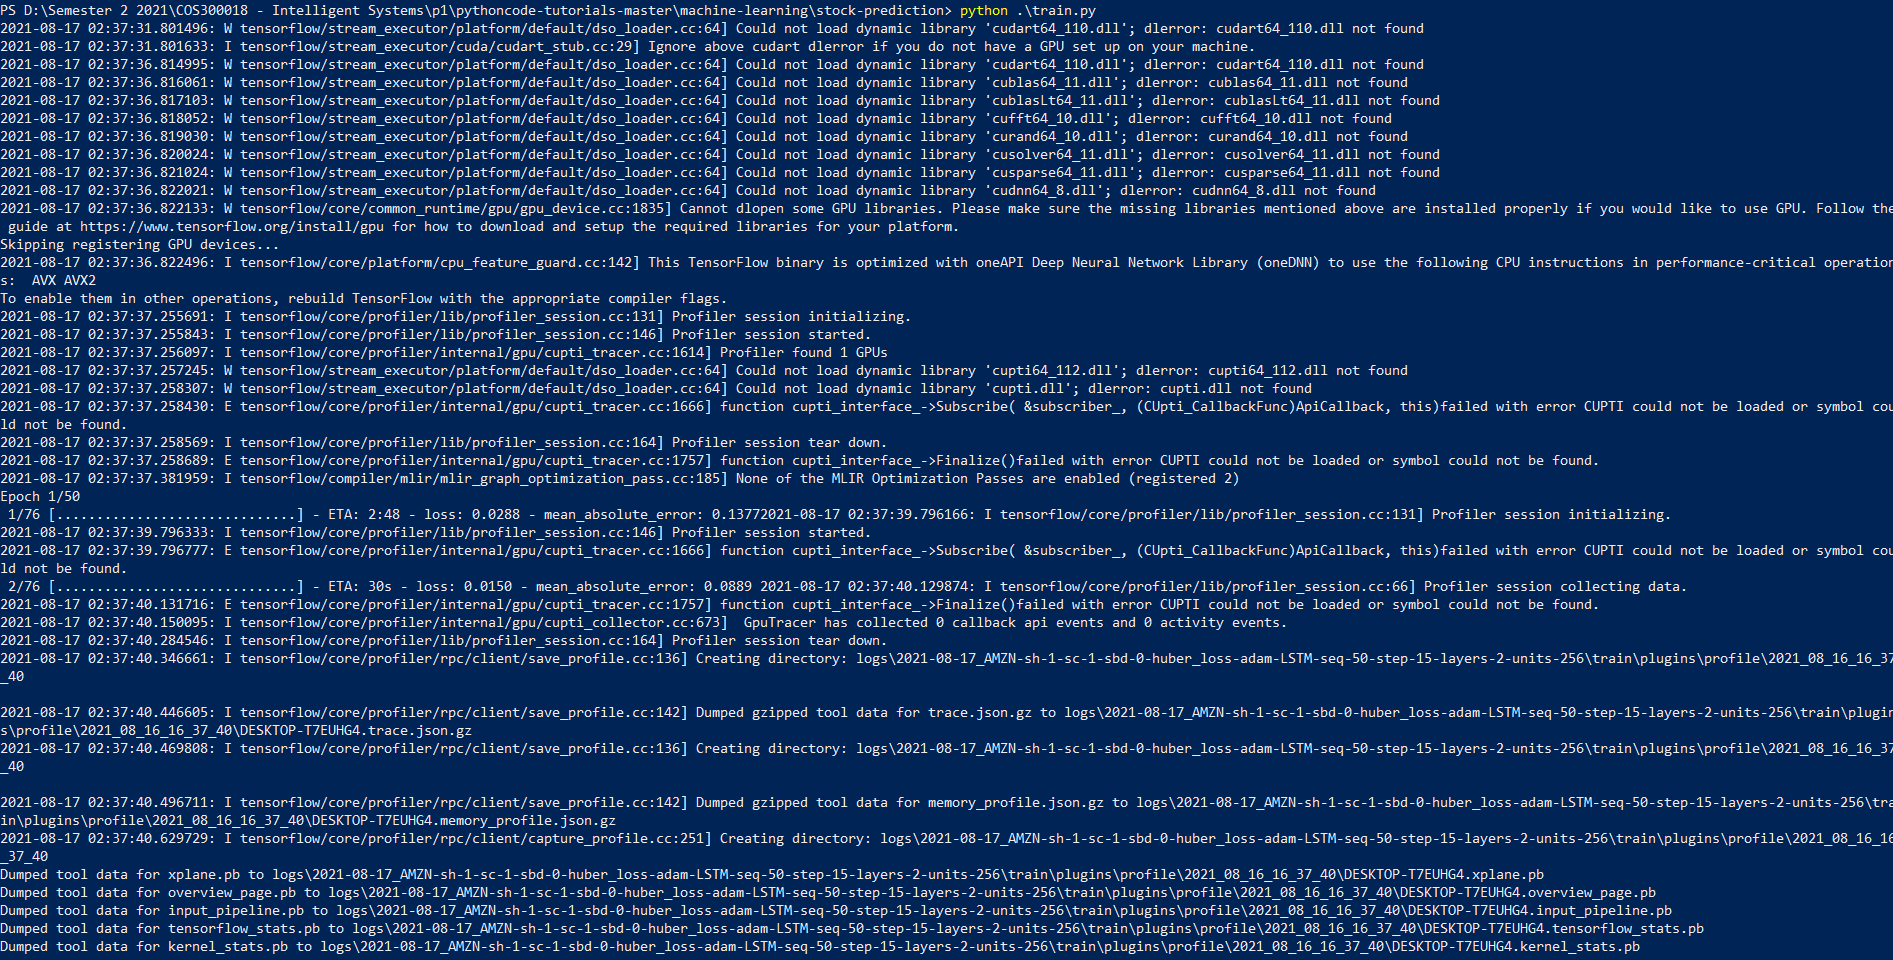 PS D:\Semester 2 2021\COS300018 - Intelligent Systems\p1\pythoncode-tutorials-master\machine-learning\stock-prediction> python .\train.py
2021-08-17 02:37:31.801496: W tensorflow/stream_executor/platform/default/dso_loader.cc:64] Could not load dynamic library 'cudart64_110.dll'; dlerror: cudart64_110.dll not found
2021-08-17 02:37:31.801633: I tensorflow/stream_executor/cuda/cudart_stub.cc:29] Ignore above cudart dlerror if you do not have a GPU set up on your machine.
2021-08-17 02:37:36.814995: W tensorflow/stream_executor/platform/default/dso_loader.cc:64] Could not load dynamic library 'cudart64_110.dll'; dlerror: cudart64_110.dll not found
2021-08-17 02:37:36.816061: W tensorflow/stream_executor/platform/default/dso_loader.cc:64] Could not load dynamic library 'cublas64_11.dll'; dlerror: cublas64_11.dll not found
2021-08-17 02:37:36.817103: W tensorflow/stream_executor/platform/default/dso_loader.cc:64] Could not load dynamic library 'cublasLt64_11.dll'; dlerror: cublasLt64_11.dll not found
2021-08-17 02:37:36.818052: W tensorflow/stream_executor/platform/default/dso_loader.cc:64] Could not load dynamic library 'cufft64_10.dll'; dlerror: cufft64_10.dll not found
2021-08-17 02:37:36.819030: W tensorflow/stream_executor/platform/default/dso_loader.cc:64] Could not load dynamic library 'curand64_10.dll'; dlerror: curand64_10.dll not found
2021-08-17 02:37:36.820024: W tensorflow/stream_executor/platform/default/dso_loader.cc:64] Could not load dynamic library 'cusolver64_11.dll'; dlerror: cusolver64_11.dll not found
2021-08-17 02:37:36.821024: W tensorflow/stream_executor/platform/default/dso_loader.cc:64] Could not load dynamic library 'cusparse64_11.dll'; dlerror: cusparse64_11.dll not found
2021-08-17 02:37:36.822021: W tensorflow/stream_executor/platform/default/dso_loader.cc:64] Could not load dynamic library 'cudnn64_8.dll'; dlerror: cudnn64_8.dll not found
2021-08-17 02:37:36.822133: W tensorflow/core/common_runtime/gpu/gpu_device.cc:1835] Cannot dlopen some GPU libraries. Please make sure the missing libraries mentioned above are installed properly if you would like to use GPU. Follow the
guide at https://www.tensorflow.org/install/gpu for how to download and setup the required libraries for your platform.
Skipping registering GPU devices...
2021-08-17 02:37:36.822496: I tensorflow/core/platform/cpu_feature_guard.cc:142] This TensorFlow binary is optimized with oneAPI Deep Neural Network Library (oneDNN) to use the following CPU instructions in performance-critical operation
s:  AVX AVX2
To enable them in other operations, rebuild TensorFlow with the appropriate compiler flags.
2021-08-17 02:37:37.255691: I tensorflow/core/profiler/lib/profiler_session.cc:131] Profiler session initializing.
2021-08-17 02:37:37.255843: I tensorflow/core/profiler/lib/profiler_session.cc:146] Profiler session started.
2021-08-17 02:37:37.256097: I tensorflow/core/profiler/internal/gpu/cupti_tracer.cc:1614] Profiler found 1 GPUs
2021-08-17 02:37:37.257245: W tensorflow/stream_executor/platform/default/dso_loader.cc:64] Could not load dynamic library 'cupti64_112.dll'; dlerror: cupti64_112.dll not found
2021-08-17 02:37:37.258307: W tensorflow/stream_executor/platform/default/dso_loader.cc:64] Could not load dynamic library 'cupti.dll'; dlerror: cupti.dll not found
2021-08-17 02:37:37.258430: E tensorflow/core/profiler/internal/gpu/cupti_tracer.cc:1666] function cupti_interface_->Subscribe( &subscriber_, (CUpti_CallbackFunc)ApiCallback, this)failed with error CUPTI could not be loaded or symbol cou
ld not be found.
2021-08-17 02:37:37.258569: I tensorflow/core/profiler/lib/profiler_session.cc:164] Profiler session tear down.
2021-08-17 02:37:37.258689: E tensorflow/core/profiler/internal/gpu/cupti_tracer.cc:1757] function cupti_interface_->Finalize()failed with error CUPTI could not be loaded or symbol could not be found.
2021-08-17 02:37:37.381959: I tensorflow/compiler/mlir/mlir_graph_optimization_pass.cc:185] None of the MLIR Optimization Passes are enabled (registered 2)
Epoch 1/50
1/76 [..............................] - ETA: 2:48 - loss: 0.0288 - mean_absolute_error: 0.13772021-08-17 02:37:39.796166: I tensorflow/core/profiler/lib/profiler_session.cc:131] Profiler session initializing.
2021-08-17 02:37:39.796333: I tensorflow/core/profiler/lib/profiler_session.cc:146] Profiler session started.
2021-08-17 02:37:39.796777: E tensorflow/core/profiler/internal/gpu/cupti_tracer.cc:1666] function cupti_interface_->Subscribe( &subscriber_, (CUpti_CallbackFunc)ApiCallback, this)failed with error CUPTI could not be loaded or symbol cou
ld not be found.
2/76 [..............................] - ETA: 30s - loss: 0.0150 - mean_absolute_error: 0.0889 2021-08-17 02:37:40.129874: I tensorflow/core/profiler/lib/profiler_session.cc:66] Profiler session collecting data.
2021-08-17 02:37:40.131716: E tensorflow/core/profiler/internal/gpu/cupti_tracer.cc:1757] function cupti_interface_->Finalize()failed with error CUPTI could not be loaded or symbol could not be found.
2021-08-17 02:37:40.150095: I tensorflow/core/profiler/internal/gpu/cupti_collector.cc:673]  GpuTracer has collected 0 callback api events and 0 activity events.
2021-08-17 02:37:40.284546: I tensorflow/core/profiler/lib/profiler_session.cc:164] Profiler session tear down.
2021-08-17 02:37:40.346661: I tensorflow/core/profiler/rpc/client/save_profile.cc:136] Creating directory: logs\2021-08-17_AMZN-sh-1-sc-1-sbd-0-huber_loss-adam-LSTM-seq-50-step-15-layers-2-units-256\train\plugins\profile\2021_08_16_16_37
_40
2021-08-17 02:37:40.446605: I tensorflow/core/profiler/rpc/client/save_profile.cc:142] Dumped gzipped tool data for trace.json.gz to logs\2021-08-17_AMZN-sh-1-sc-1-sbd-0-huber_loss-adam-LSTM-seq-50-step-15-layers-2-units-256\train\plugin
s\profile\2021_08_16_16_37_40\DESKTOP-T7EUHG4.trace.json.gz
2021-08-17 02:37:40.469808: I tensorflow/core/profiler/rpc/client/save_profile.cc:136] Creating directory: logs\2021-08-17_AMZN-sh-1-sc-1-sbd-0-huber_loss-adam-LSTM-seq-50-step-15-layers-2-units-256\train\plugins\profile\2021_08_16_16_37
_40
2021-08-17 02:37:40.496711: I tensorflow/core/profiler/rpc/client/save_profile.cc:142] Dumped gzipped tool data for memory_profile.json.gz to logs\2021-08-17_AMZN-sh-1-sc-1-sbd-0-huber_loss-adam-LSTM-seq-50-step-15-layers-2-units-256\tra
in\plugins\profile\2021_08_16_16_37_40\DESKTOP-T7EUHG4.memory_profile.json.gz
2021-08-17 02:37:40.629729: I tensorflow/core/profiler/rpc/client/capture_profile.cc:251] Creating directory: logs\2021-08-17_AMZN-sh-1-sc-1-sbd-0-huber_loss-adam-LSTM-seq-50-step-15-layers-2-units-256\train\plugins\profile\2021_08_16_16
_37_40
Dumped tool data for xplane.pb to logs\2021-08-17_AMZN-sh-1-sc-1-sbd-0-huber_loss-adam-LSTM-seq-50-step-15-layers-2-units-256\train\plugins\profile\2021_08_16_16_37_40\DESKTOP-T7EUHG4.xplane.pb
Dumped tool data for overview_page.pb to logs\2021-08-17_AMZN-sh-1-sc-1-sbd-0-huber_loss-adam-LSTM-seq-50-step-15-layers-2-units-256\train\plugins\profile\2021_08_16_16_37_40\DESKTOP-T7EUHG4.overview_page.pb
Dumped tool data for input_pipeline.pb to logs\2021-08-17_AMZN-sh-1-sc-1-sbd-0-huber_loss-adam-LSTM-seq-50-step-15-layers-2-units-256\train\plugins\profile\2021_08_16_16_37_40\DESKTOP-T7EUHG4.input_pipeline.pb
Dumped tool data for tensorflow_stats.pb to logs\2021-08-17_AMZN-sh-1-sc-1-sbd-0-huber_loss-adam-LSTM-seq-50-step-15-layers-2-units-256\train\plugins\profile\2021_08_16_16_37_40\DESKTOP-T7EUHG4.tensorflow_stats.pb
Dumped tool data for kernel_stats.pb to logs\2021-08-17_AMZN-sh-1-sc-1-sbd-0-huber_loss-adam-LSTM-seq-50-step-15-layers-2-units-256\train\plugins\profile\2021_08_16_16_37_40\DESKTOP-T7EUHG4.kernel_stats.pb